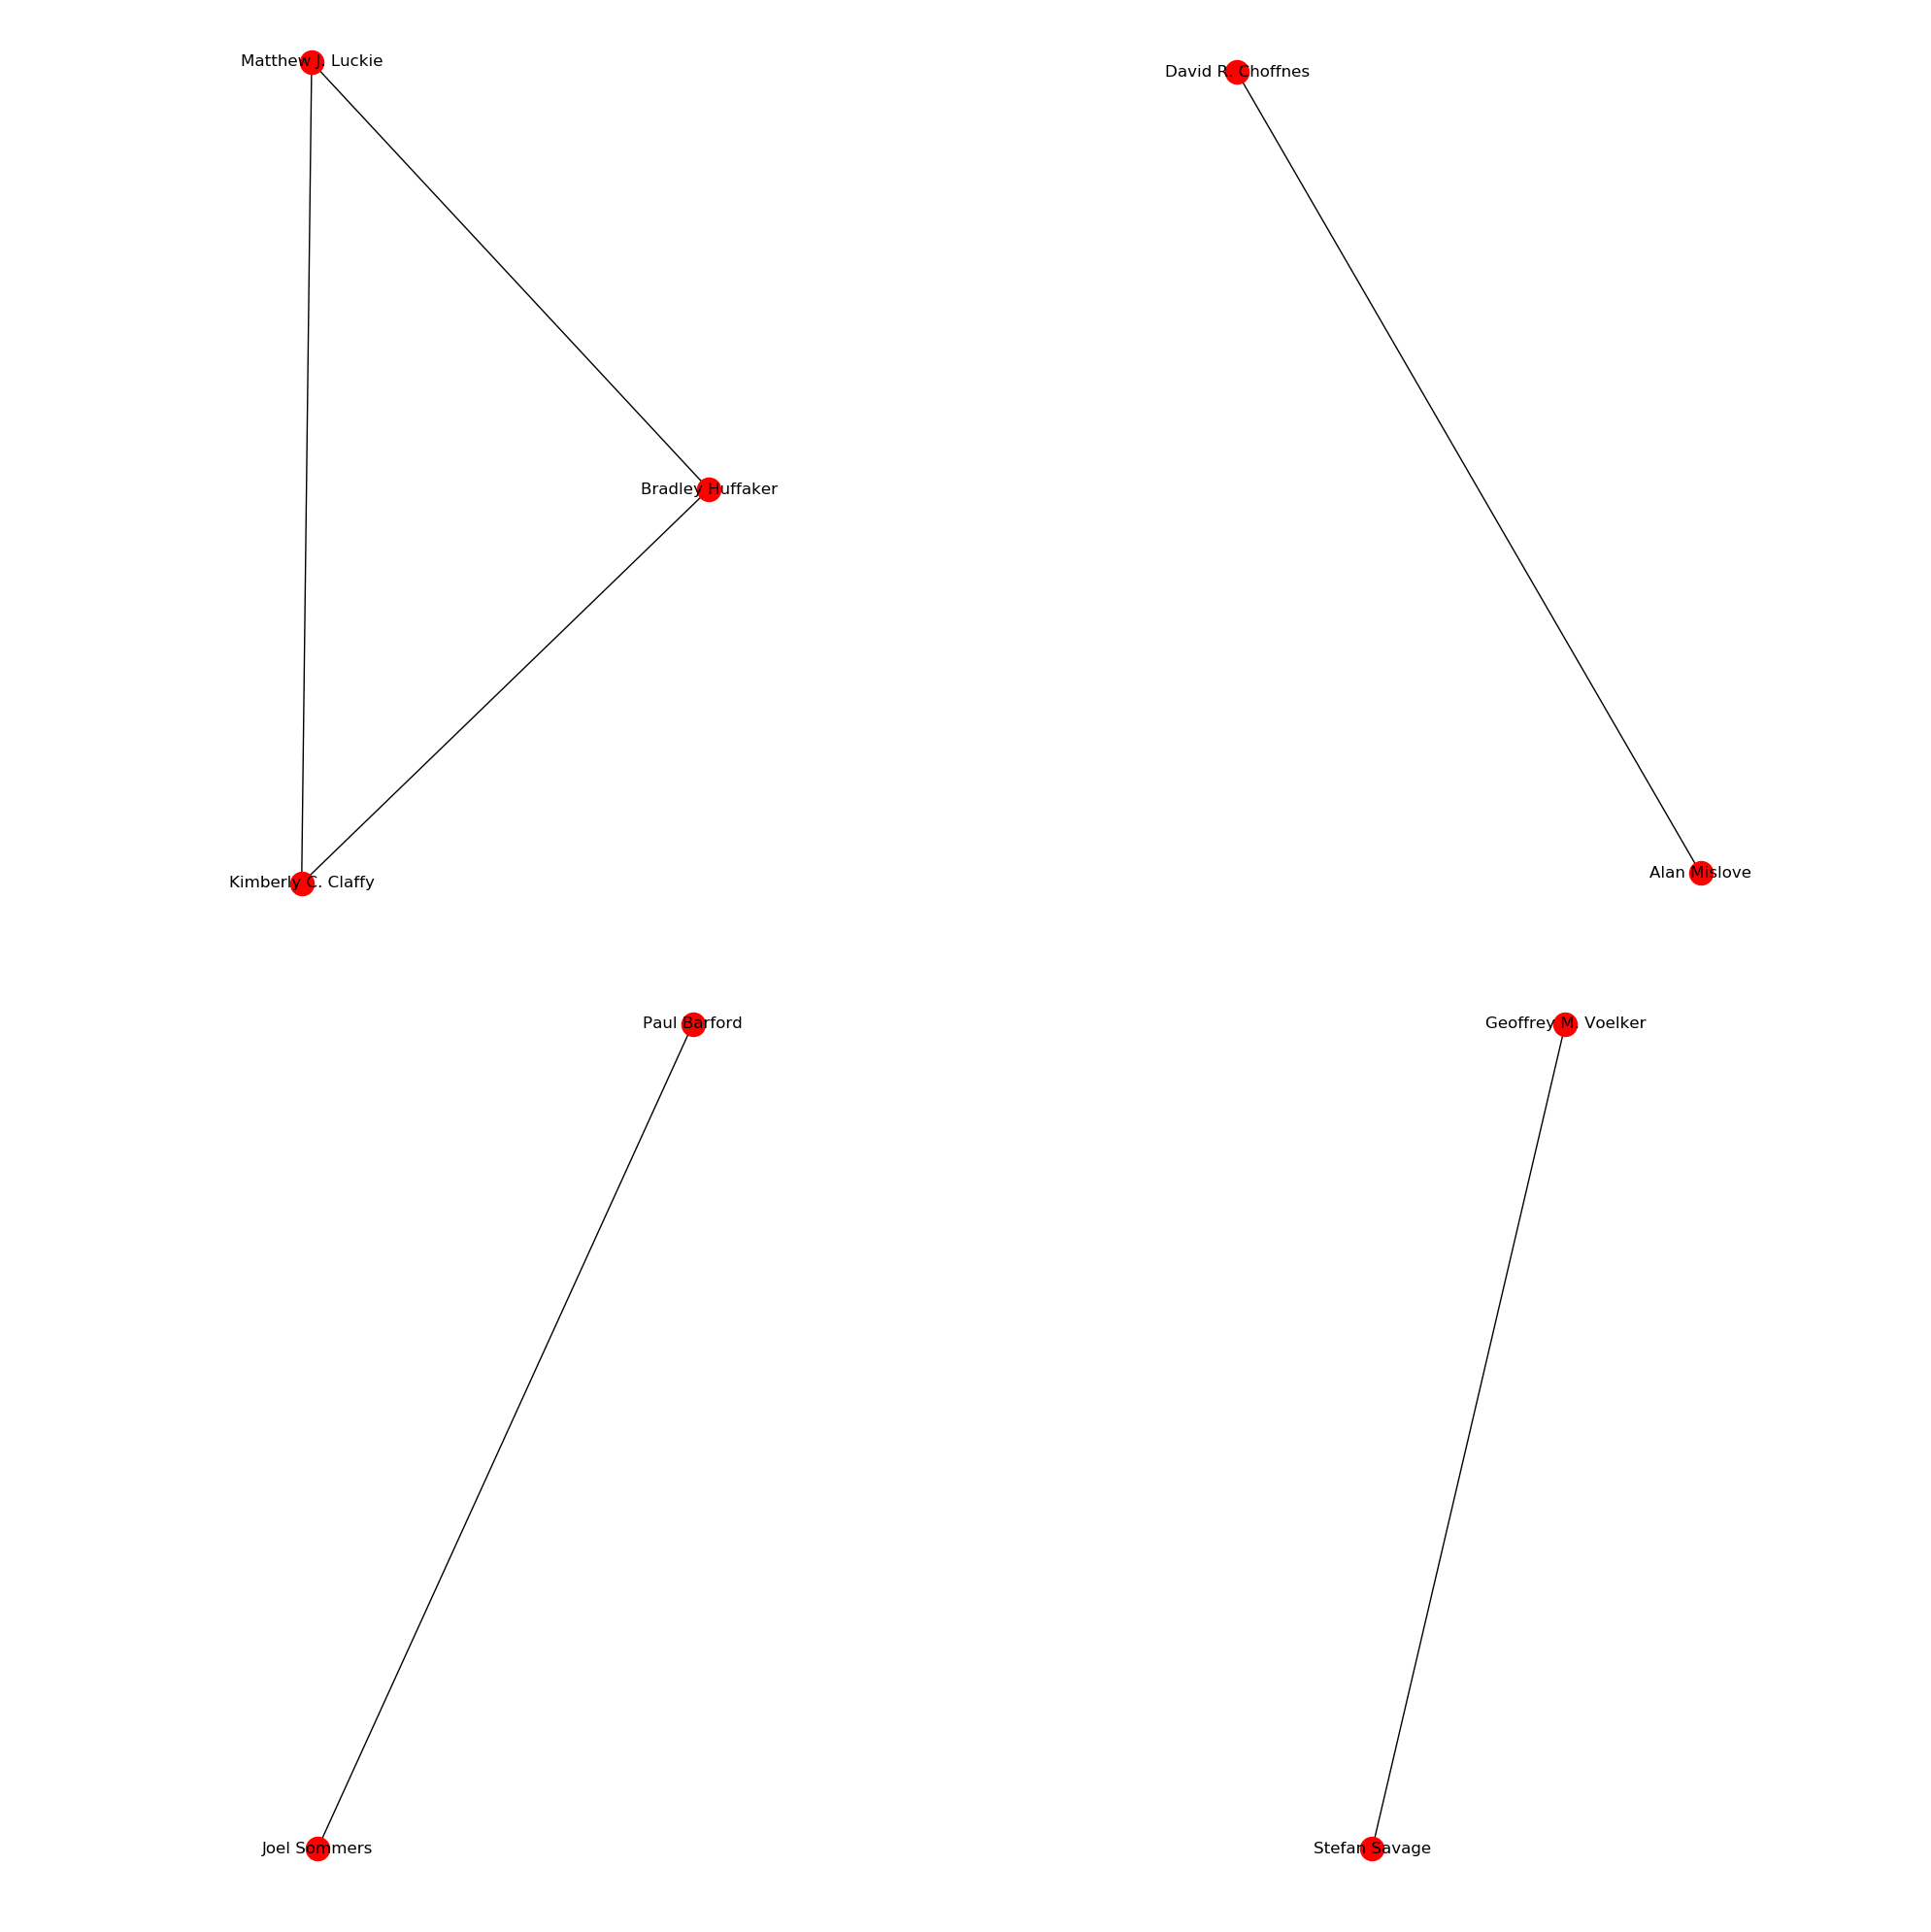 Matthew J. Luckie
David R. Choffnes
Bradley Huffaker
Alan Mislove
Kimberly C. Claffy
Paul Barford
Geoffrey M. Voelker
Joel Sommers
Stefan Savage